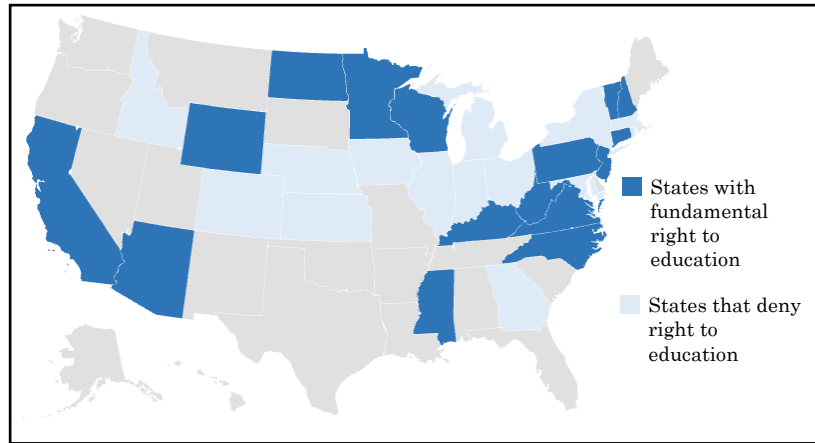 States with
fundamental
right to
education
States that deny
right to
education